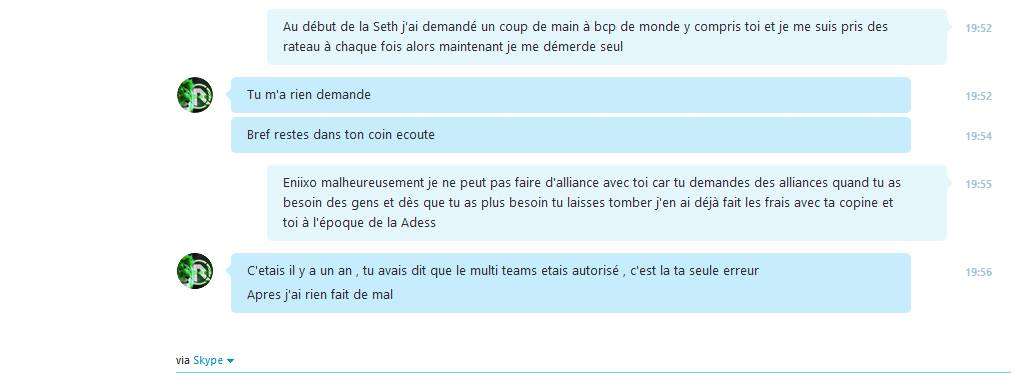 Au début de la Seth j'ai demandé un coup de main à bcp de monde y compris toi et je me suis pris des
rateau à chaque fois alors maintenant je me démerde seul
19:52
Tu m'a rien demande
19:52
Bref restes dans ton coin ecoute
19:54
Eniixo malheureusement je ne peut pas faire d'alliance avec toi car tu demandes des alliances quand tu as
besoin des gens et dès que tu as plus besoin tu laisses tomber j'en ai déjà fait les frais avec ta copine et
toi à l'époque de la Adess
19:55
C'etais il y a un an , tu avais dit que le multi teams etais autorisé , c'est la ta seule erreur
19:56
Apres j'ai rien fait de mal
via Skype